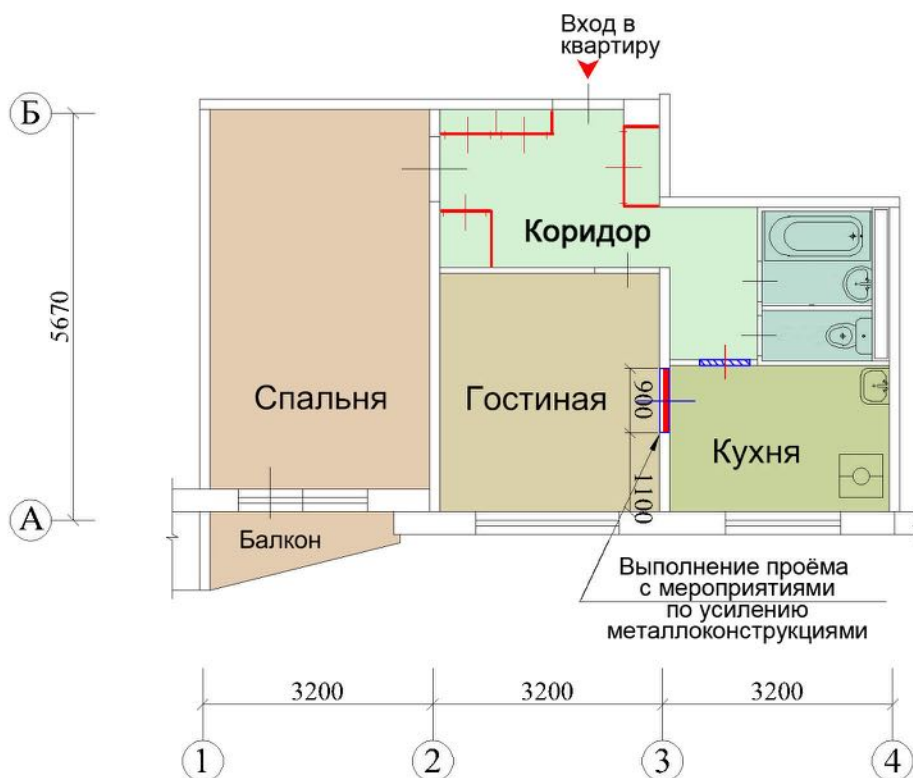 Вход в
квартиру
Б
Коридор
5670
Спальня
Гостиная
900
Кухня
1100
А
Балкон
Выполнение проёма
с мероприятиями
по усилению
металлоконструкциями
3200
3200
3200
1
2
3
4